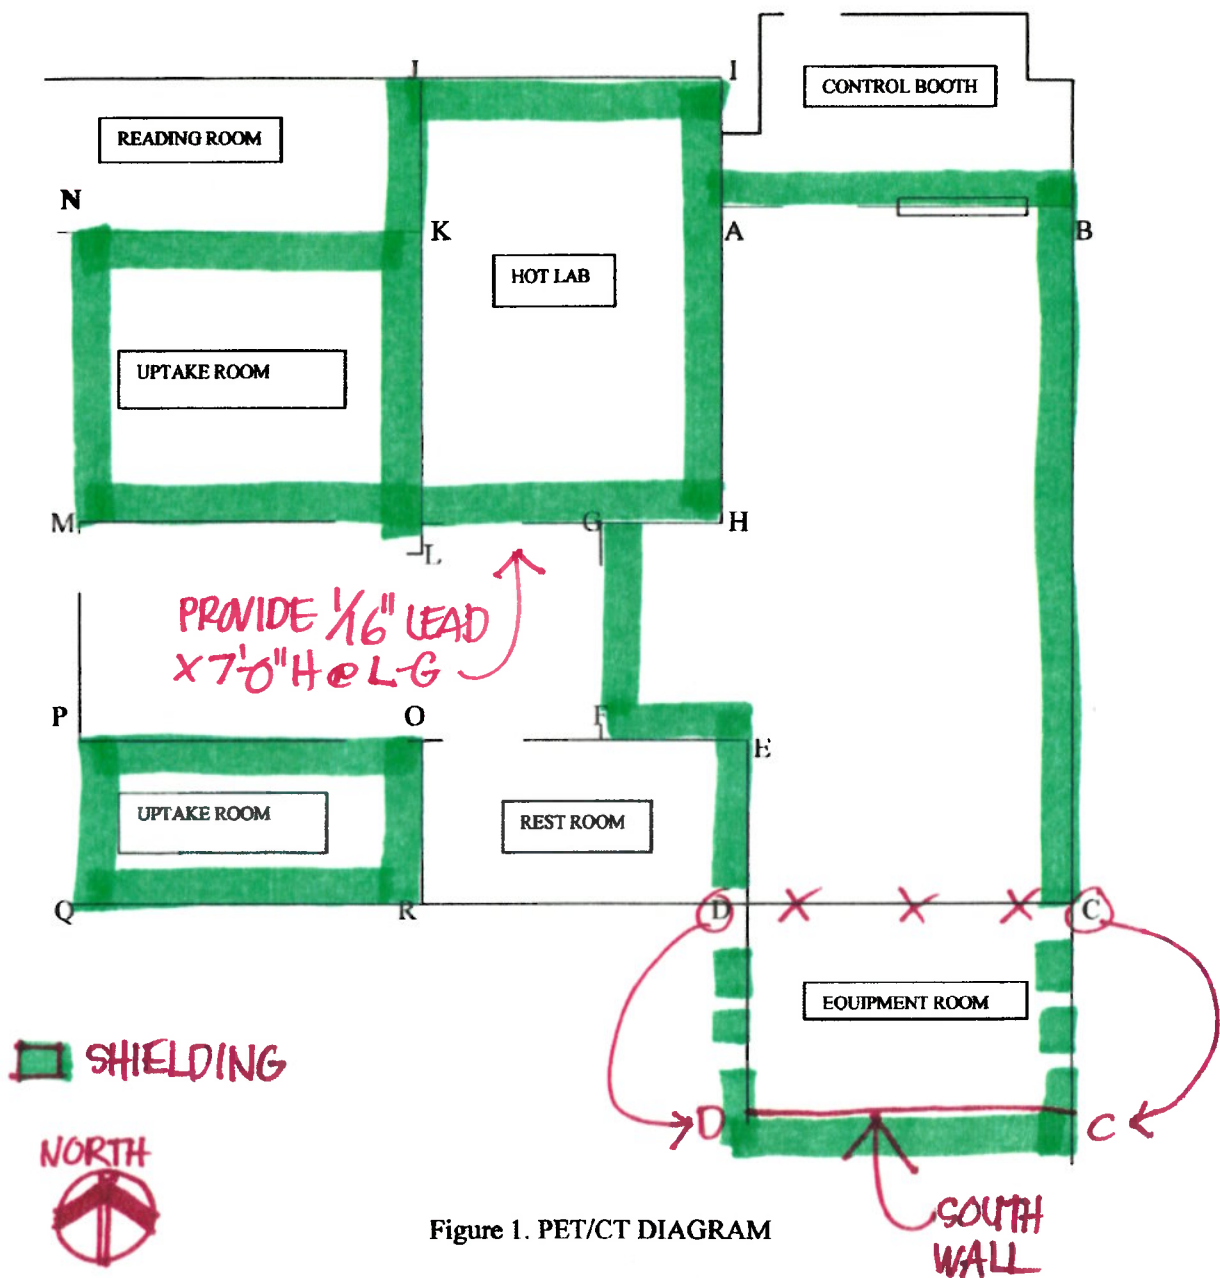 J
I
CONTROL BOOTH
READING ROOM
N
K
A
B
HOT LAB
UPTAKE ROOM
M
G
H
L
PROVIDE 1/16" LEAD
X 7'-0" H @ L-G
P
O
F
E
UPTAKE ROOM
REST ROOM
Q
R
D
X
X
X
C
EQUIPMENT ROOM
SHIELDING
D
C
NORTH
SOUTH
WALL
Figure 1. PET/CT DIAGRAM